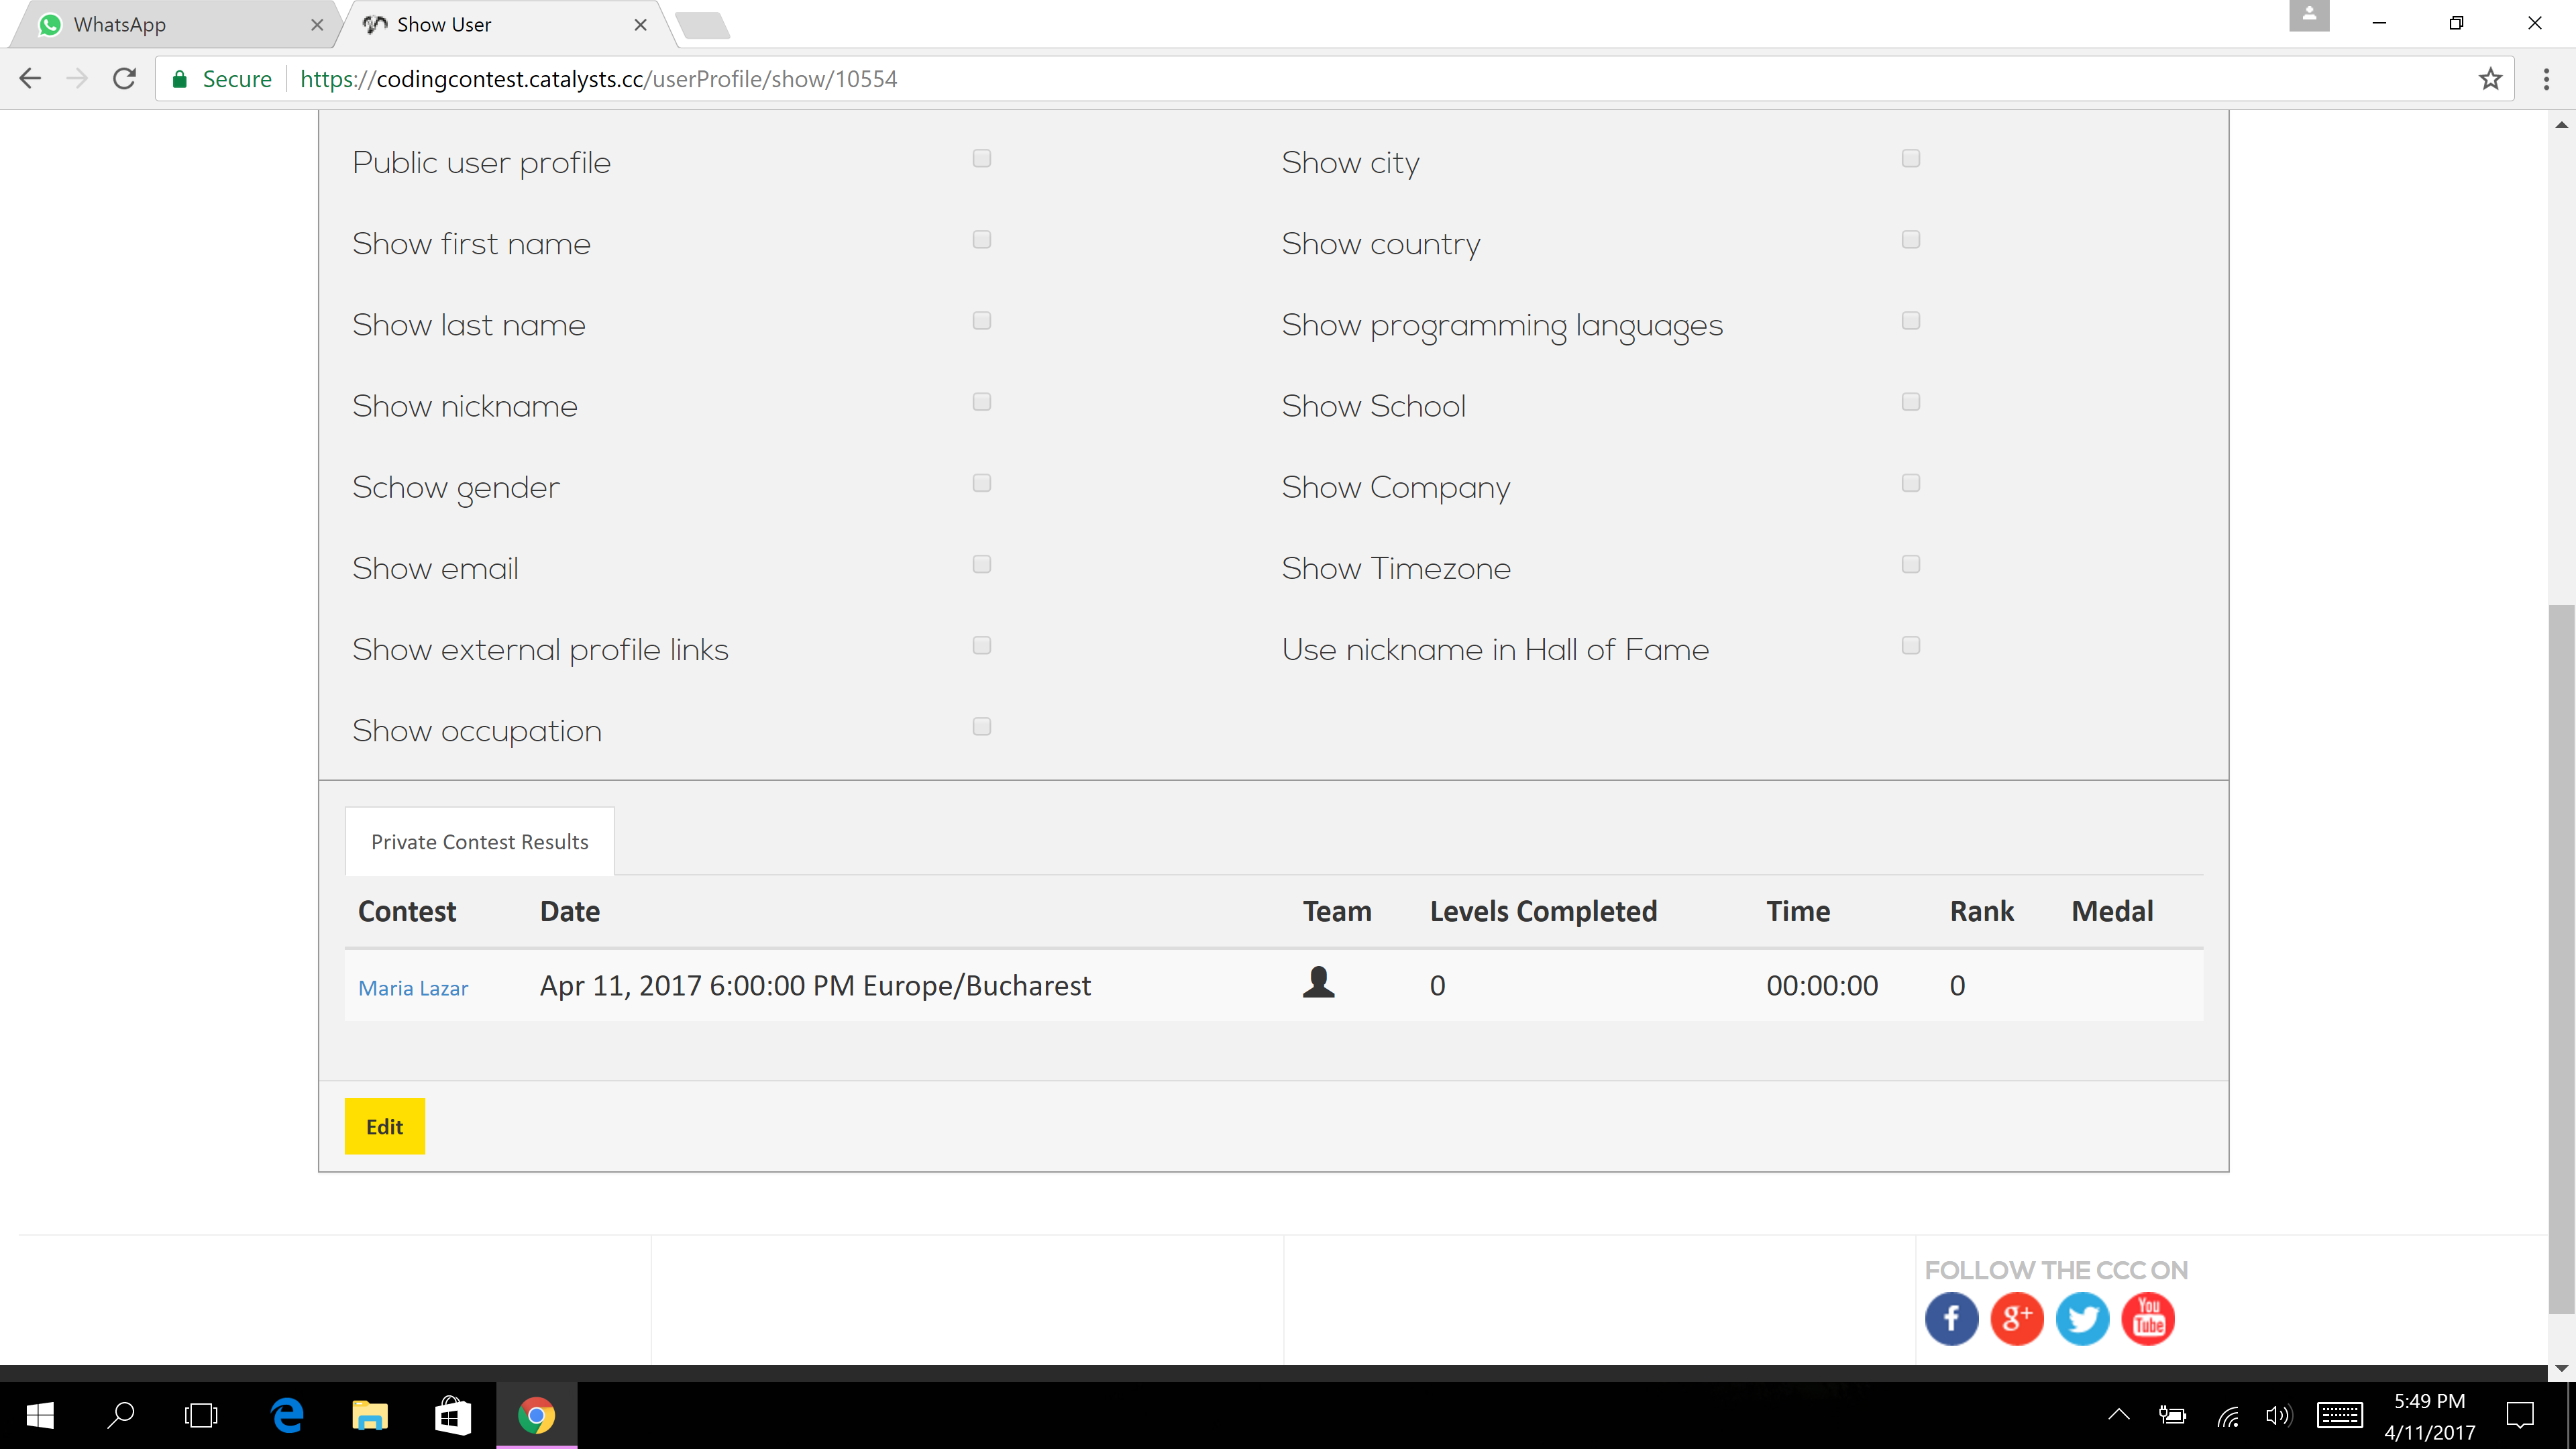 WhatsApp
Show User
Secure https://codingcontest.catalysts.cc/userProfile/show/10554
Public user profile
Show city
Show first name
Show country
Show last name
Show programming languages
Show nickname
Show School
Schow gender
Show Company
Show email
Show Timezone
Show external profile links
Use nickname in Hall of Fame
Show occupation
Private Contest Results
Contest Date Team Levels Completed Time Rank Medal
Maria Lazar Apr 11, 2017 6:00:00 PM Europe/Bucharest 0 00:00:00 0
Edit
FOLLOW THE CCC ON
f g+ You Tube
5:49 PM
4/11/2017